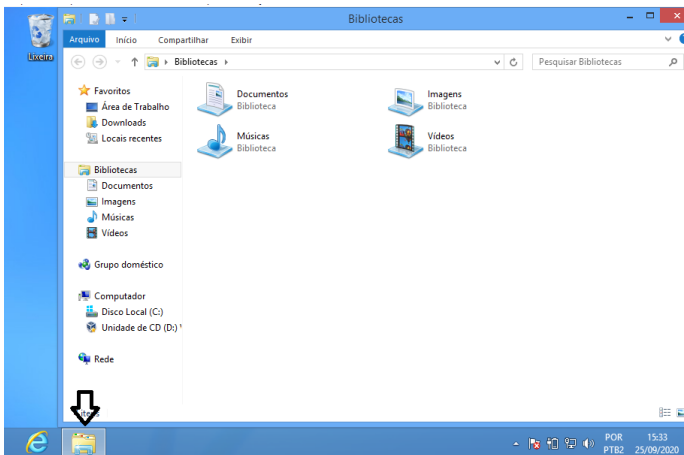 Bibliotecas
Lixeira
Arquivo Início Compartilhar Exibir
Bibliotecas
Pesquisar Bibliotecas
Favoritos
Área de Trabalho
Downloads
Locais recentes
Bibliotecas
Documentos
Imagens
Músicas
Vídeos
Grupo doméstico
Computador
Disco Local (C:)
Unidade de CD (D:)
Rede
Documentos
Biblioteca
Imagens
Biblioteca
Músicas
Biblioteca
Vídeos
Biblioteca
POR 15:33
PTB2 25/09/2020